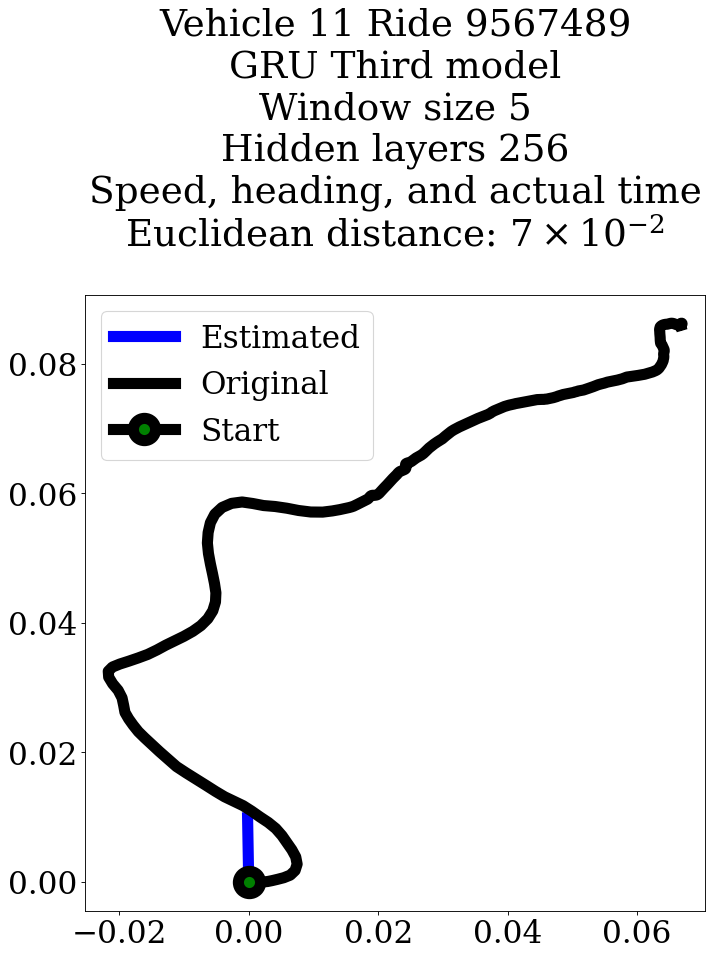 Vehicle 11 Ride 9567489
GRU Third model
Window size 5
Hidden layers 256
Speed, heading, and actual time
Euclidean distance: 7 × 10⁻²
Estimated
Original
Start
0.08
0.06
0.04
0.02
0.00
−0.02 0.00 0.02 0.04 0.06